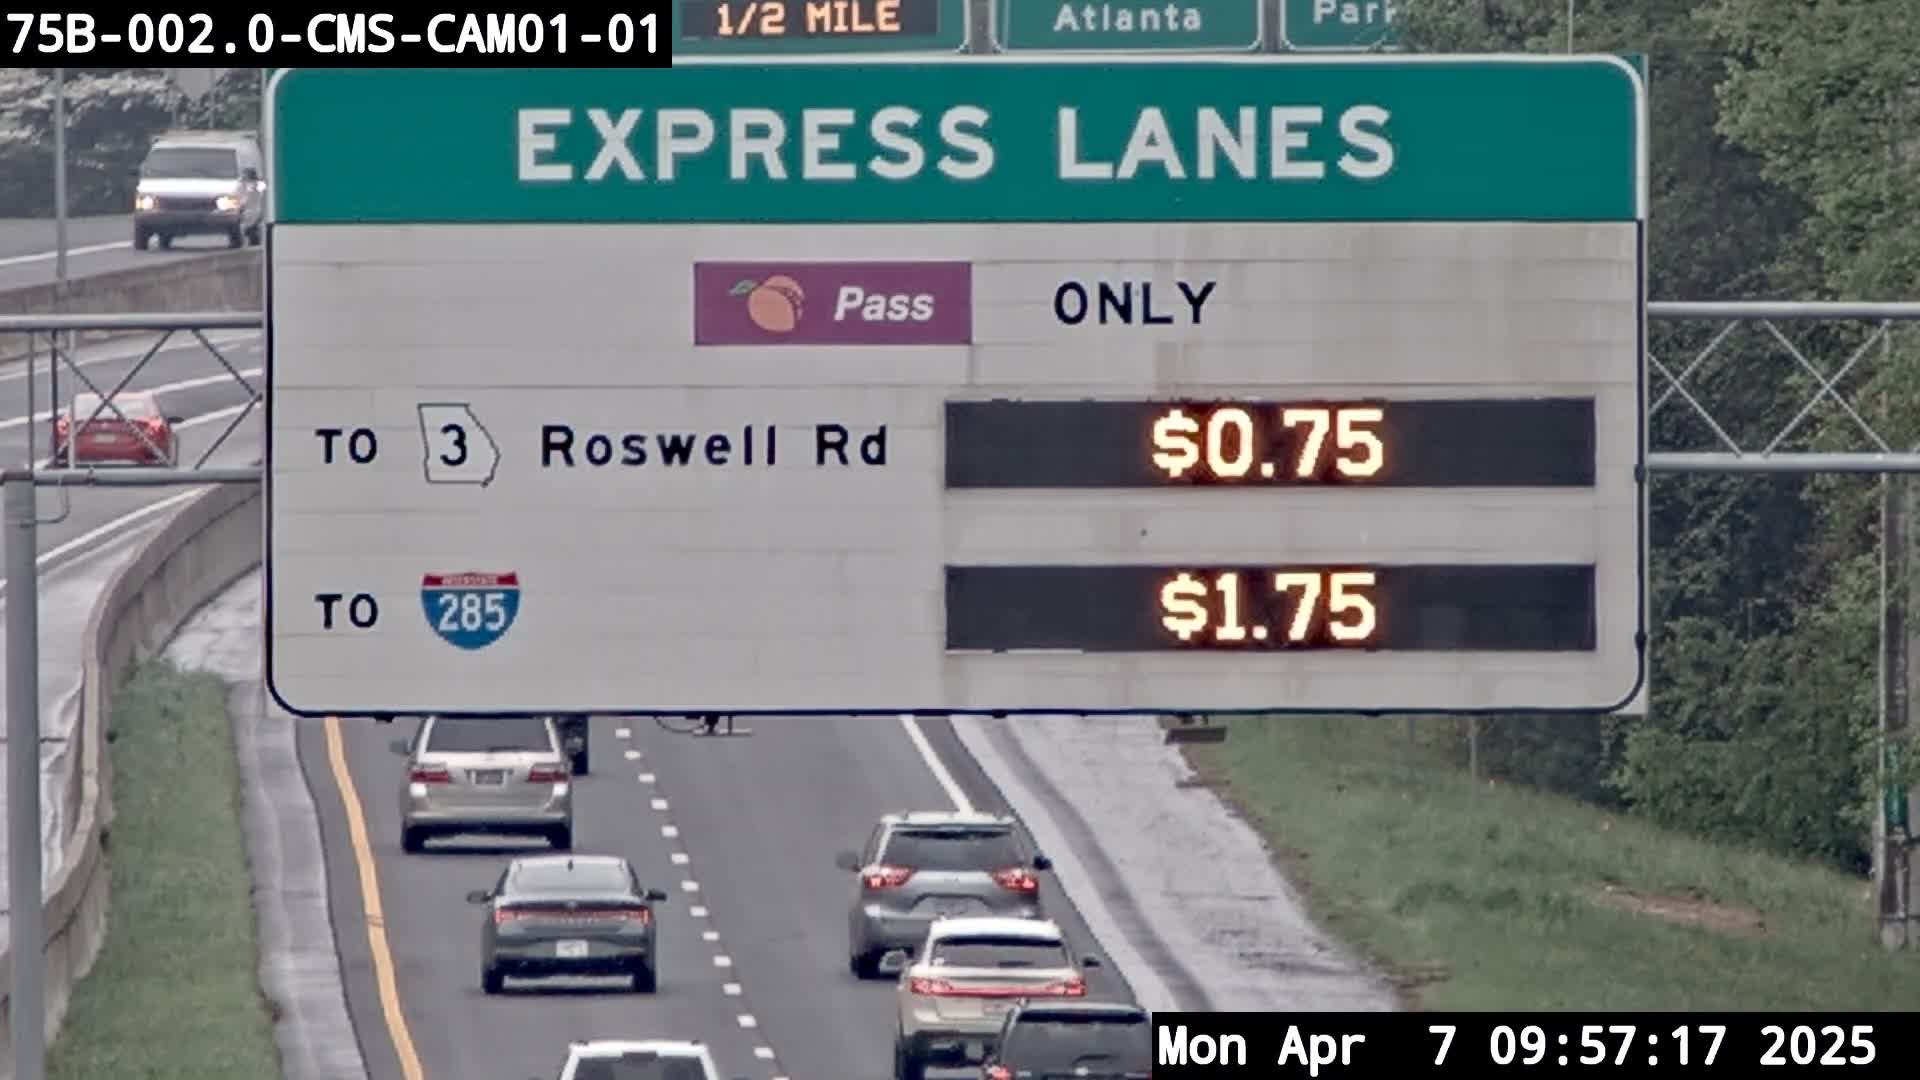 75B-002.0-CMS-CAM01-01
1/2 MILE
Atlanta
EXPRESS LANES
Pass ONLY
TO 3 Roswell Rd $0.75
TO INTERSTATE 285 $1.75
Mon Apr 7 09:57:17 2025